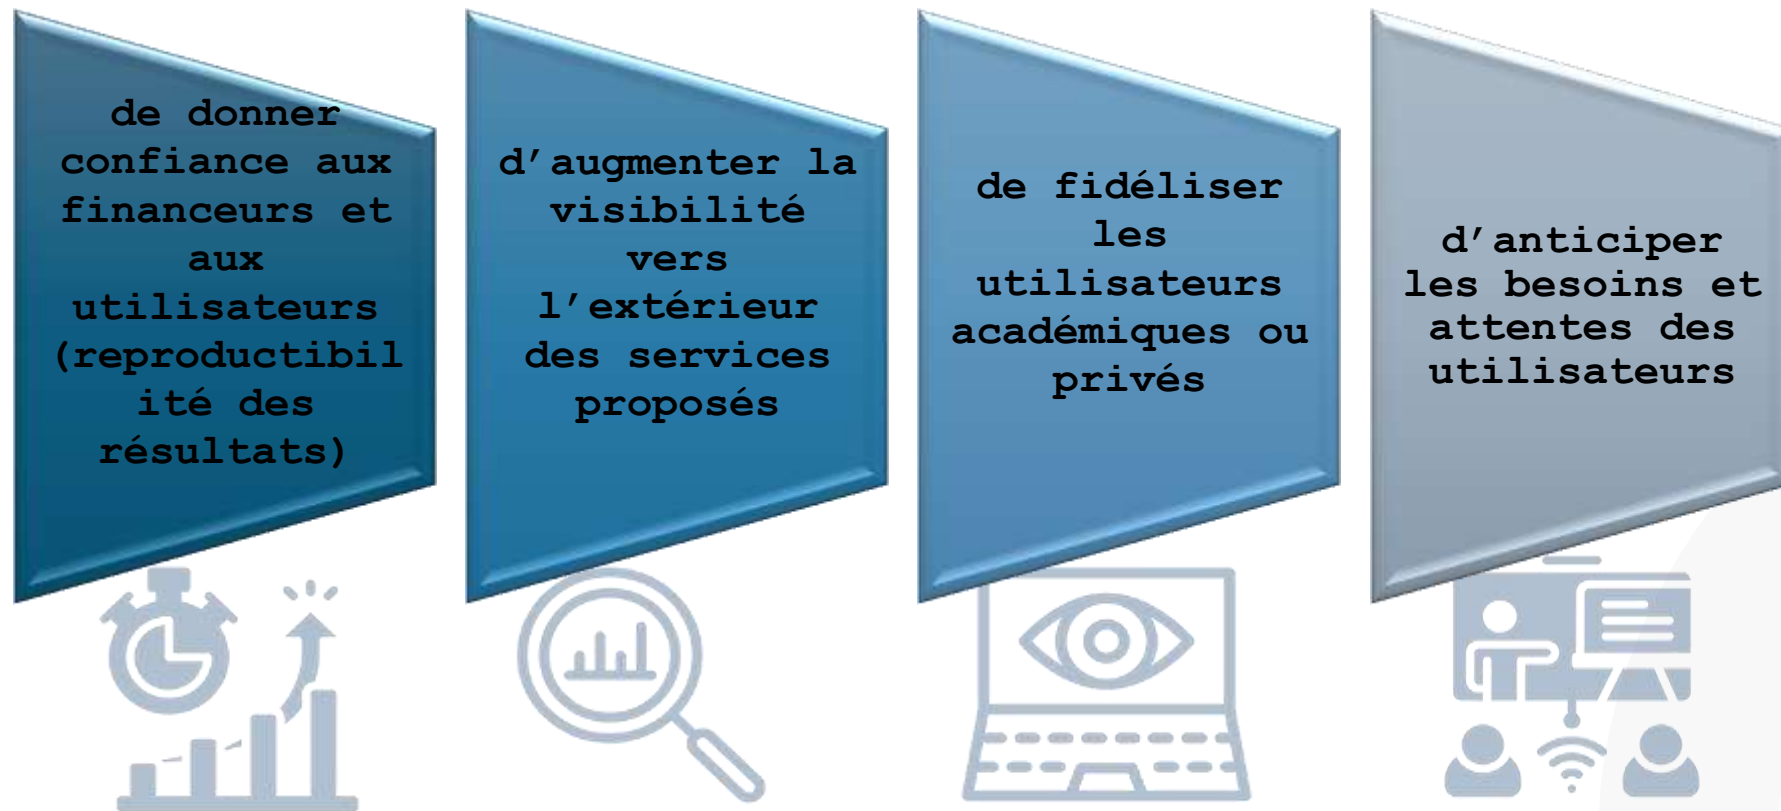 de donner
confiance aux
financeurs et
aux
utilisateurs
(reproductibil
ité des
résultats)
d’augmenter la
visibilité
vers
l’extérieur
des services
proposés
de fidéliser
les
utilisateurs
académiques ou
privés
d’anticiper
les besoins et
attentes des
utilisateurs